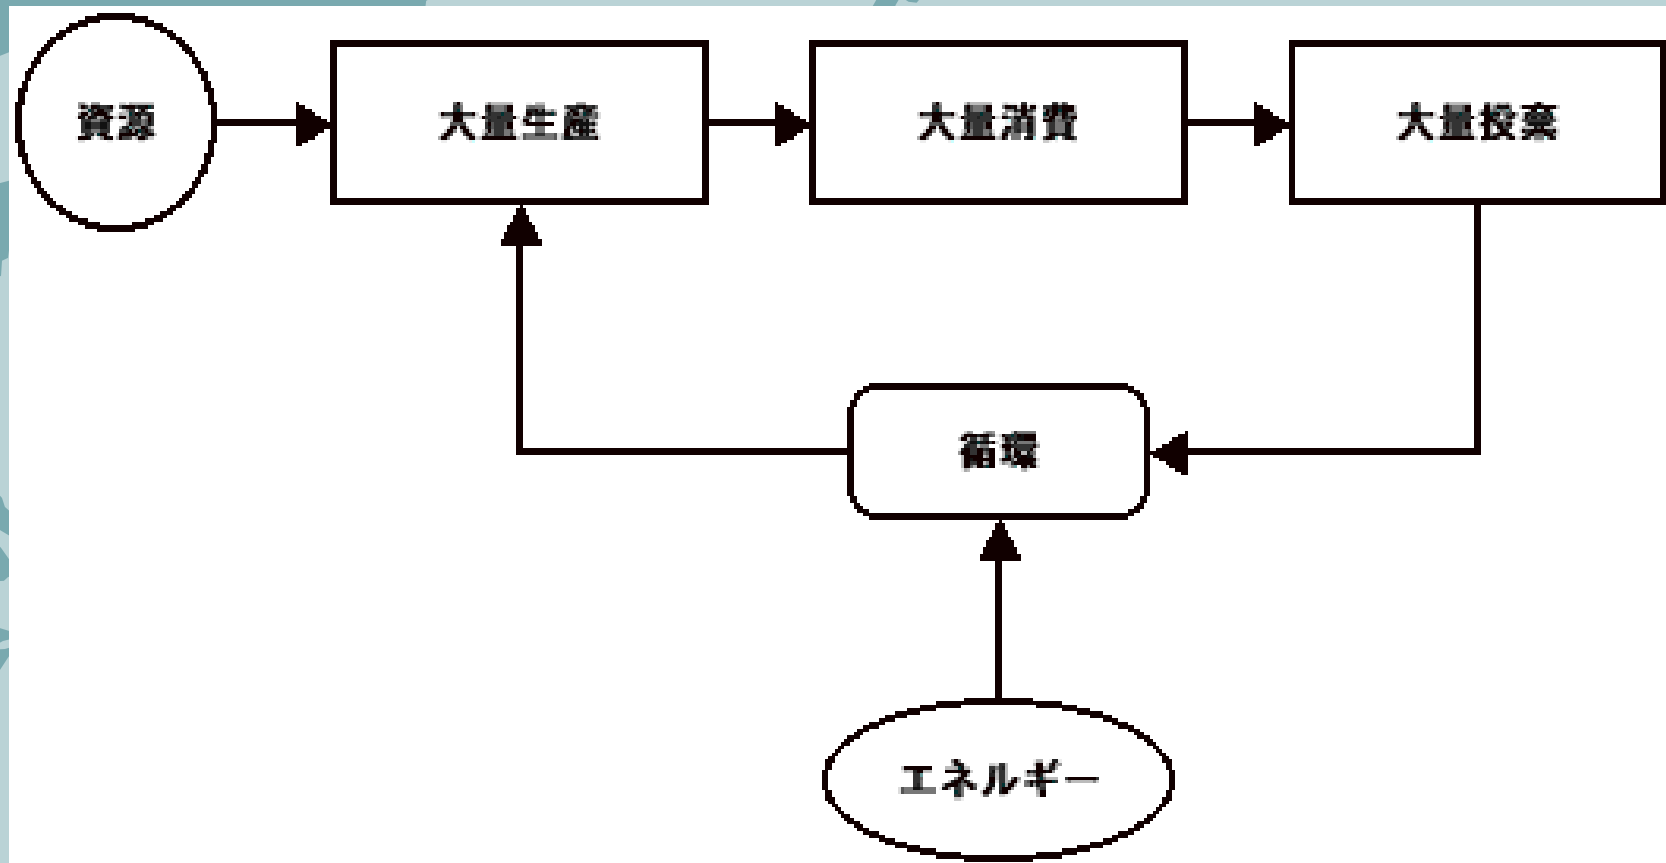 資源
大量生産
大量消費
大量投棄
循環
エネルギー